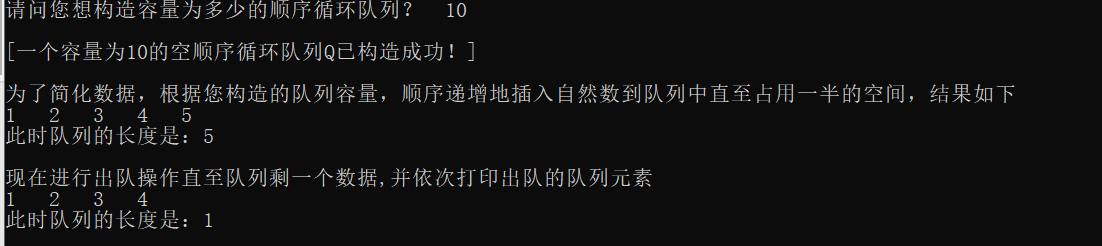 请问您想构造容量为多少的顺序循环队列？ 10
[一个容量为10的空顺序循环队列Q已构造成功！]
为了简化数据，根据您构造的队列容量，顺序递增地插入自然数到队列中直至占用一半的空间，结果如下
1 2 3 4 5
此时队列的长度是：5
现在进行出队操作直至队列剩一个数据,并依次打印出队的队列元素
1 2 3 4
此时队列的长度是：1